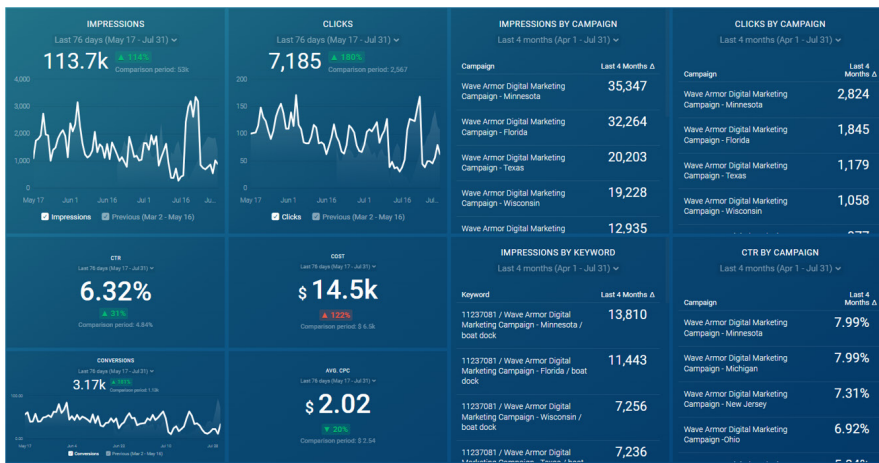 IMPRESSIONS
Last 76 days (May 17 - Jul 31)
113.7k ▲ 114%
Comparison period: 53k
4,000
3,000
2,000
1,000
0
May 17 Jun 1 Jul 1 Ju...
Impressions Previous (Mar 2 - May 16)
CLICKS
Last 76 days (May 17 - Jul 31)
7,185 ▲ 180%
Comparison period: 2,567
200
150
100
50
0
May 17 Jun 1 Jul 1 Ju...
Clicks Previous (Mar 2 - May 16)
IMPRESSIONS BY CAMPAIGN
Last 4 months (Apr 1 - Jul 31)
Campaign Last 4 Months Δ
Wave Armor Digital Marketing
Campaign - Minnesota
35,347
Wave Armor Digital Marketing
Campaign - Florida
32,264
Wave Armor Digital Marketing
Campaign - Texas
20,203
Wave Armor Digital Marketing
Campaign - Wisconsin
19,228
Wave Armor Digital Marketing
12,935
CLICKS BY CAMPAIGN
Last 4 months (Apr 1 - Jul 31)
Last 4
Campaign Months Δ
Wave Armor Digital Marketing
Campaign - Minnesota
2,824
Wave Armor Digital Marketing
Campaign - Florida
1,845
Wave Armor Digital Marketing
Campaign - Texas
1,179
Wave Armor Digital Marketing
Campaign - Wisconsin
1,058
CTR
Last 76 days (May 17 - Jul 31)
6.32%
▲ 31%
Comparison period: 4.84%
COST
Last 76 days (May 17 - Jul 31)
$ 14.5k
▲ 122%
Comparison period: $ 6.5k
CONVERSIONS
Last 76 days (May 17 - Jul 31)
3.17k
Comparison period:
100.00
0.00
May 17 Jul 30
Conversions Previous (Mar 2 - May 16)
AVG. CPC
Last 76 days (May 17 - Jul 31)
$ 2.02
▼ 20%
Comparison period: $ 2.54
IMPRESSIONS BY KEYWORD
Last 4 months (Apr 1 - Jul 31)
Keyword Last 4 Months Δ
11237081 / Wave Armor Digital
Marketing Campaign - Minnesota /
boat dock
13,810
11237081 / Wave Armor Digital
Marketing Campaign - Florida / boat
dock
11,443
11237081 / Wave Armor Digital
Marketing Campaign - Wisconsin /
boat dock
7,256
11237081 / Wave Armor Digital
Marketing Campaign - Texas / boat
7,236
CTR BY CAMPAIGN
Last 4 months (Apr 1 - Jul 31)
Last 4
Campaign Months Δ
Wave Armor Digital Marketing
Campaign - Minnesota
7.99%
Wave Armor Digital Marketing
Campaign - Michigan
7.99%
Wave Armor Digital Marketing
Campaign - New Jersey
7.31%
Wave Armor Digital Marketing
Campaign -Ohio
6.92%